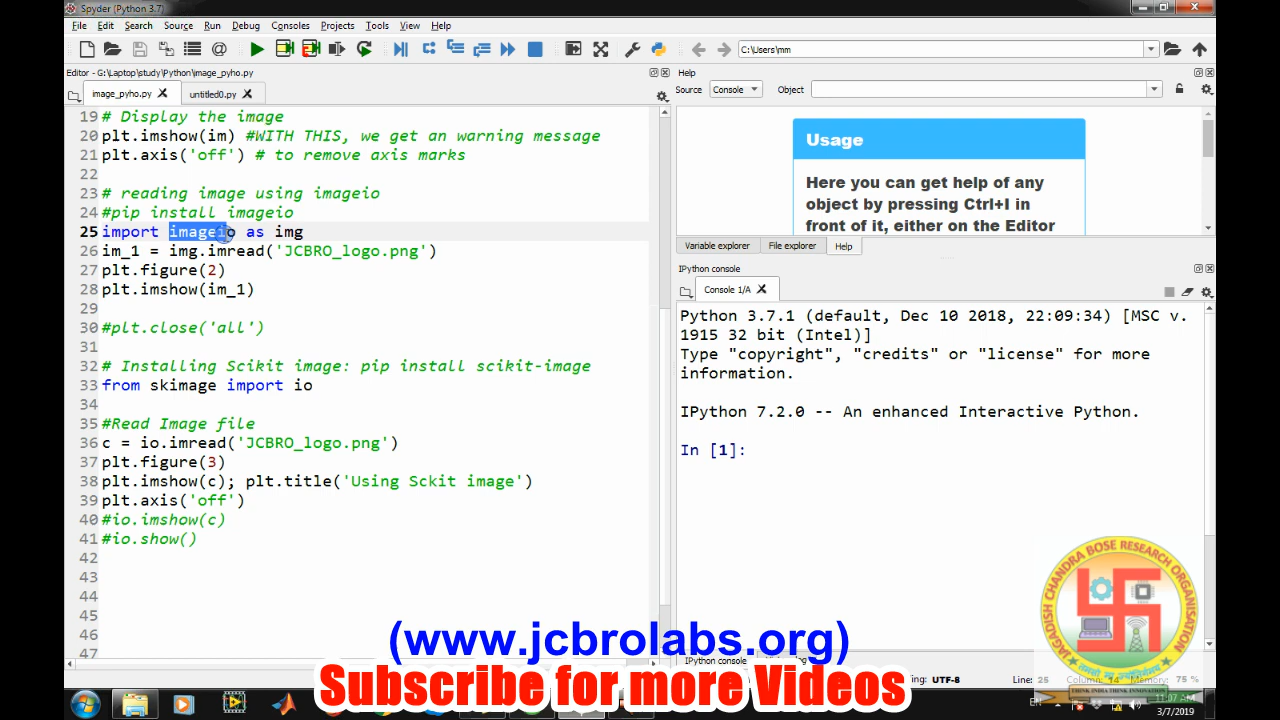 Spyder (Python 3.7)
File Edit Search Source Run Debug Consoles Projects Tools View Help
C:\Users\mm
Editor - G:\Laptop\study\Python\image_pyho.py
image_pyho.py
untitled0.py
19 # Display the image
20 plt.imshow(im) #WITH THIS, we get an warning message
21 plt.axis('off') # to remove axis marks
22
23 # reading image using imageio
24 #pip install imageio
25 import imageio as img
26 im_1 = img.imread('JCBRO_logo.png')
27 plt.figure(2)
28 plt.imshow(im_1)
29
30 #plt.close('all')
31
32 # Installing Scikit image: pip install scikit-image
33 from skimage import io
34
35 #Read Image file
36 c = io.imread('JCBRO_logo.png')
37 plt.figure(3)
38 plt.imshow(c); plt.title('Using Sckit image')
39 plt.axis('off')
40 #io.imshow(c)
41 #io.show()
42
43
44
45
46
47
Help
Source Console Object
Usage
Here you can get help of any
object by pressing Ctrl+I in
front of it, either on the Editor
Variable explorer File explorer Help
IPython console
Console 1/A
Python 3.7.1 (default, Dec 10 2018, 22:09:34) [MSC v.
1915 32 bit (Intel)]
Type "copyright", "credits" or "license" for more
information.
IPython 7.2.0 -- An enhanced Interactive Python.
In [1]:
JAGADISH CHANDRA BOSE RESEARCH ORGANISATION
THINK INDIA THINK INNOVATION
(www.jcbrolabs.org)
Subscribe for more Videos
IPython console
UTF-8
Line:
Memory: 75 %
EN
11:07 AM
3/7/2019